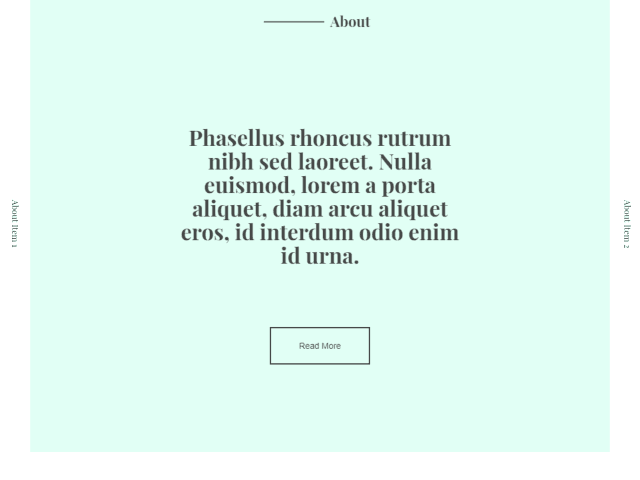 About
Phasellus rhoncus rutrum
nibh sed laoreet. Nulla
euismod, lorem a porta
aliquet, diam arcu aliquet
eros, id interdum odio enim
id urna.
Read More
About Item 1
About Item 2